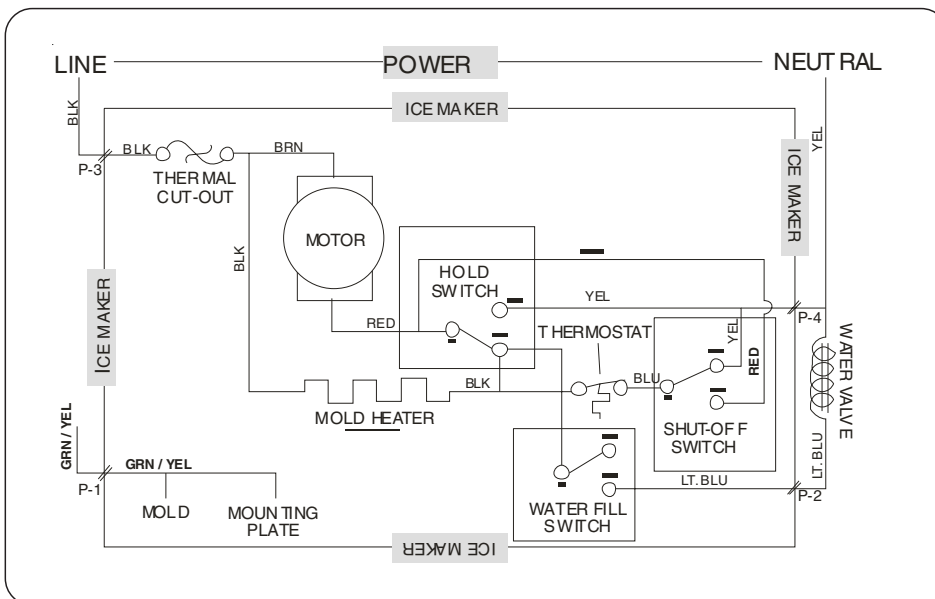 LINE
POWER
NEUTRAL
BLK
ICE MAKER
YEL
BLK
BRN
P-3
THERMAL
CUT-OUT
ICE MAKER
MOTOR
BLK
HOLD
SWITCH
YEL
P-4
ICE MAKER
RED
THERMOSTAT
YEL
RED
WATER VALVE
BLK
BLU
MOLD HEATER
SHUT-OFF
SWITCH
GRN / YEL
GRN / YEL
LT.BLU
LT.BLU
P-1
P-2
MOLD
MOUNTING
PLATE
WATER FILL
SWITCH
ICE MAKER